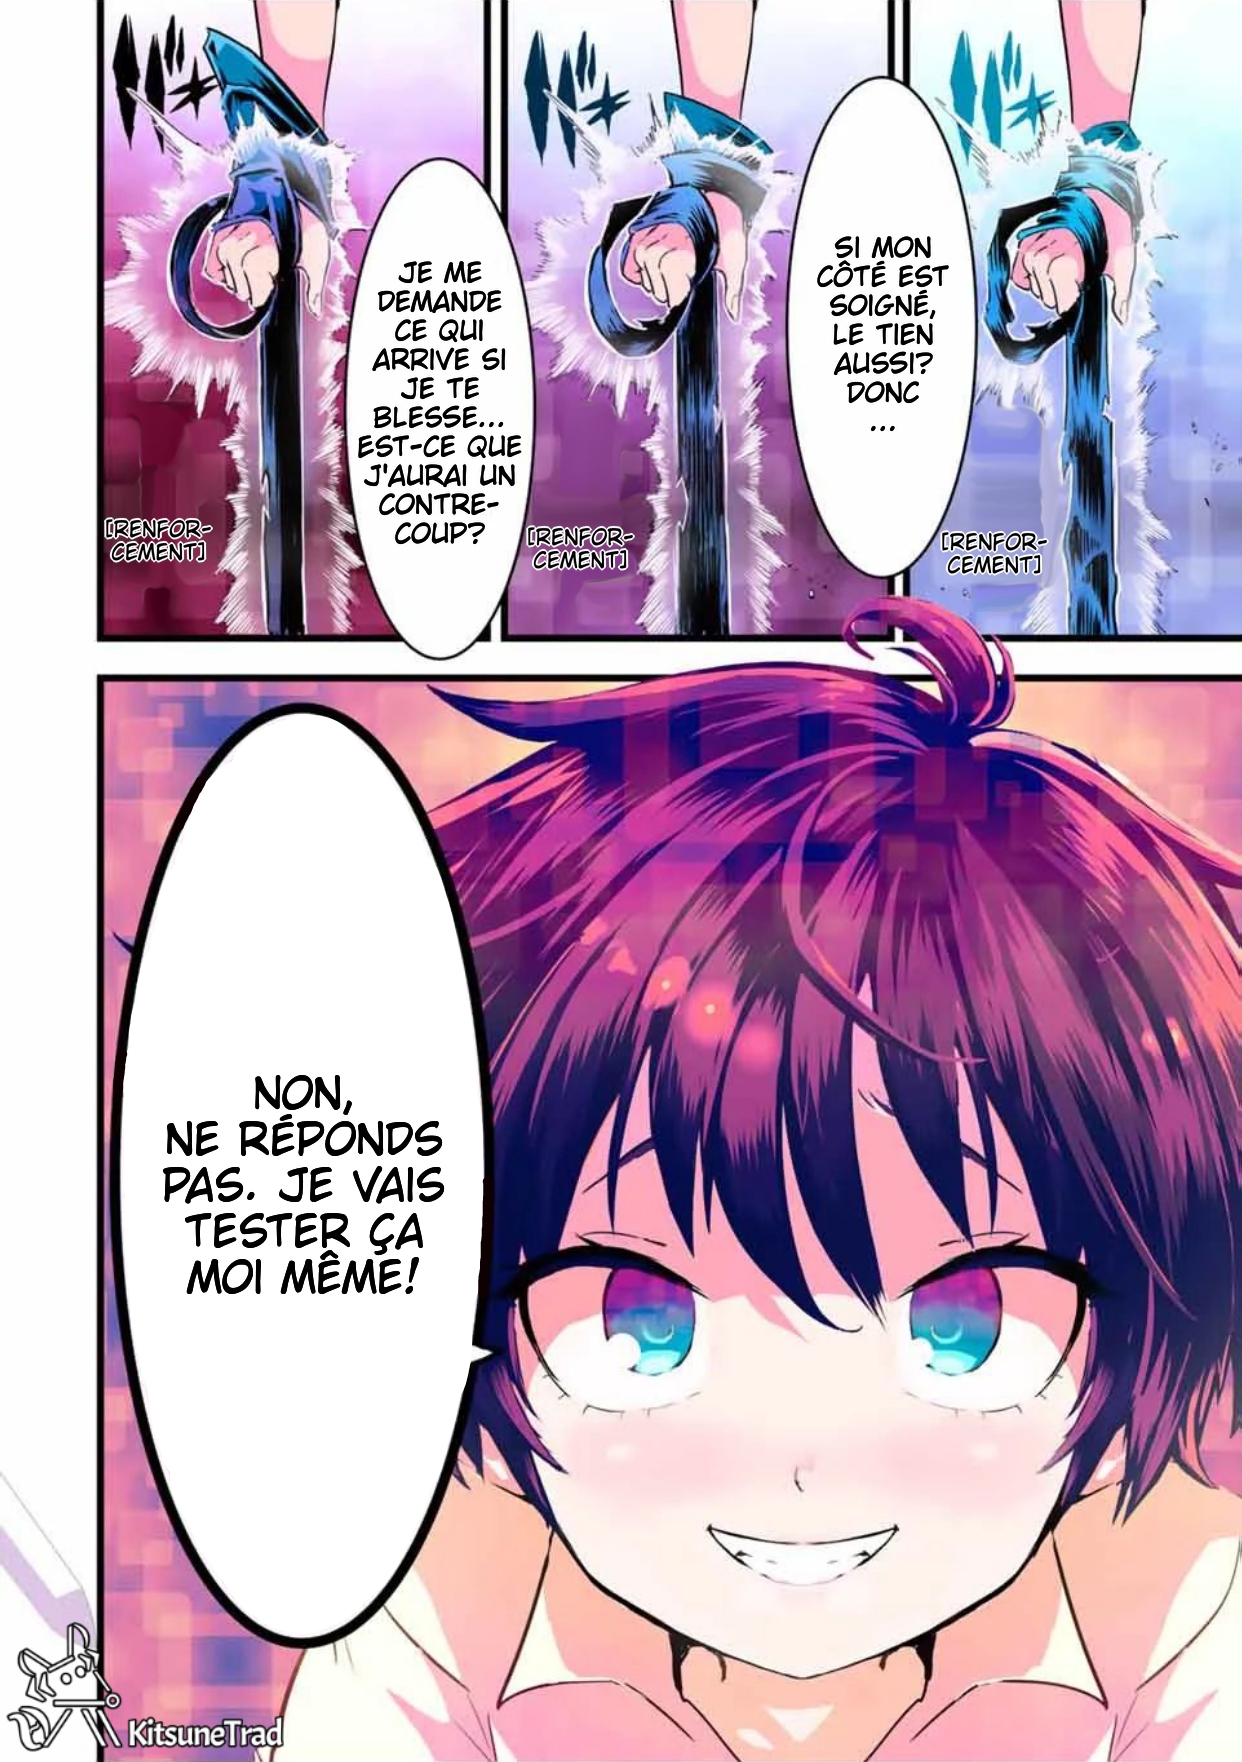 SI MON
CÔTÉ EST
SOIGNÉ,
LE TIEN
AUSSI?
DONC
...
[RENFOR-
CEMENT]
JE ME
DEMANDE
CE QUI
ARRIVE SI
JE TE
BLESSE...
EST-CE QUE
J'AURAI UN
CONTRE-
COUP?
[RENFOR-
CEMENT]
[RENFOR-
CEMENT]
NON,
NE RÉPONDS
PAS. JE VAIS
TESTER ÇA
MOI MÊME!
KitsuneTrad